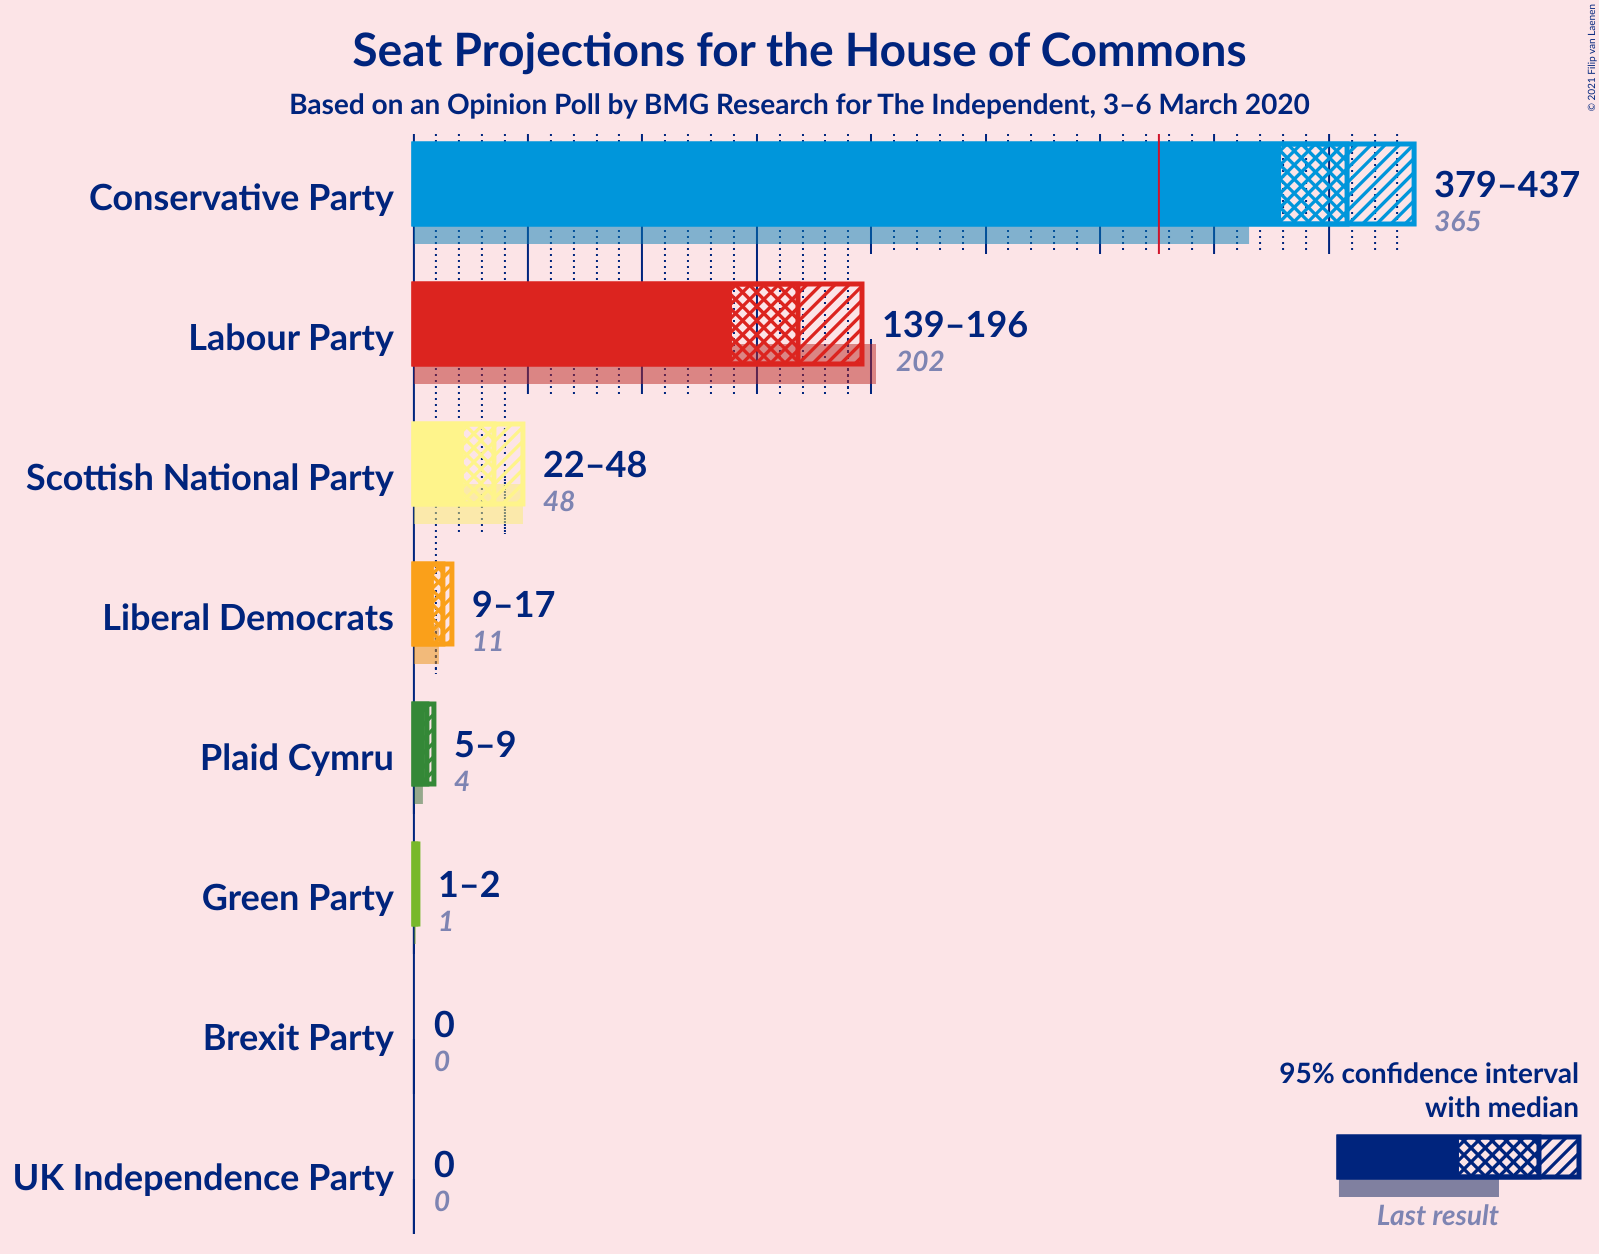 Seat Projections for the House of Commons
Based on an Opinion Poll by BMG Research for The Independent, 3–6 March 2020
© 2021 Filip van Laenen
Conservative Party
379–437
365
Labour Party
139–196
202
Scottish National Party
22–48
48
Liberal Democrats
9–17
11
Plaid Cymru
5–9
4
Green Party
1–2
1
Brexit Party
0
0
UK Independence Party
0
0
95% confidence interval
with median
Last result